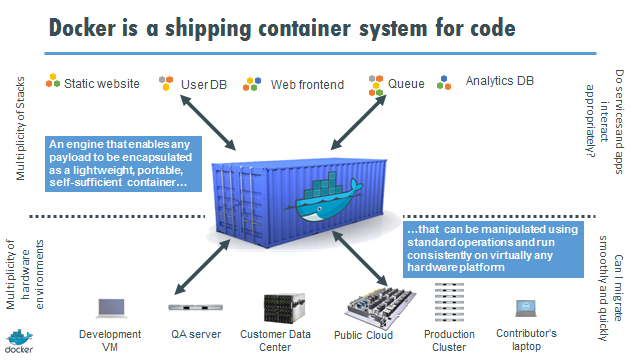 Docker is a shipping container system for code
Static website
User DB
Web frontend
Queue
Analytics DB
Multiplicity of Stacks
Do services and apps
interact
appropriately?
An engine that enables any
payload to be encapsulated
as a lightweight, portable,
self-sufficient container…
…that can be manipulated using
standard operations and run
consistently on virtually any
hardware platform
Multiplicity of
hardware
environments
Can I migrate
smoothly and quickly
Development
VM
QA server
Customer Data
Center
Public Cloud
Production
Cluster
Contributor's
laptop
docker